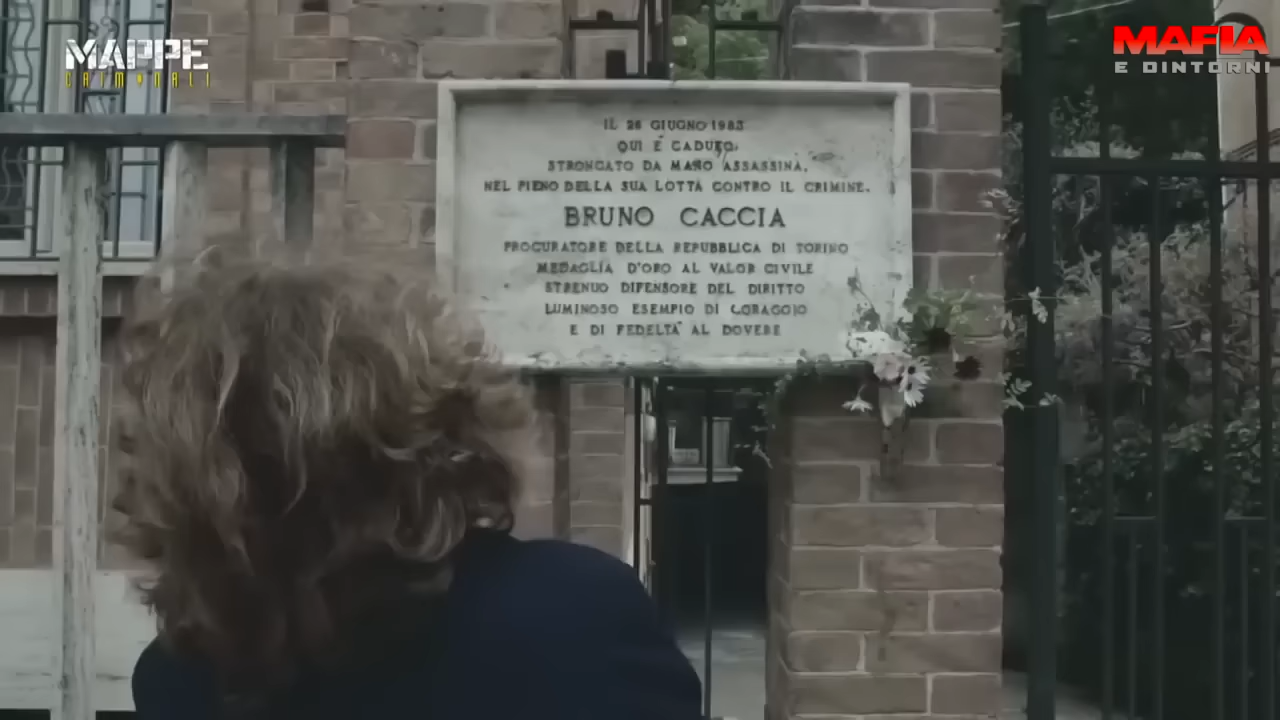 MAPPE
CRIMINALI
MAFIA
E DINTORNI
IL 26 GIUGNO 1983
QUI È CADUTO,
STRONCATO DA MANO ASSASSINA,
NEL PIENO DELLA SUA LOTTA CONTRO IL CRIMINE,
BRUNO CACCIA
PROCURATORE DELLA REPUBBLICA DI TORINO
MEDAGLIA D'ORO AL VALOR CIVILE
STRENUO DIFENSORE DEL DIRITTO
LUMINOSO ESEMPIO DI CORAGGIO
E DI FEDELTA' AL DOVERE